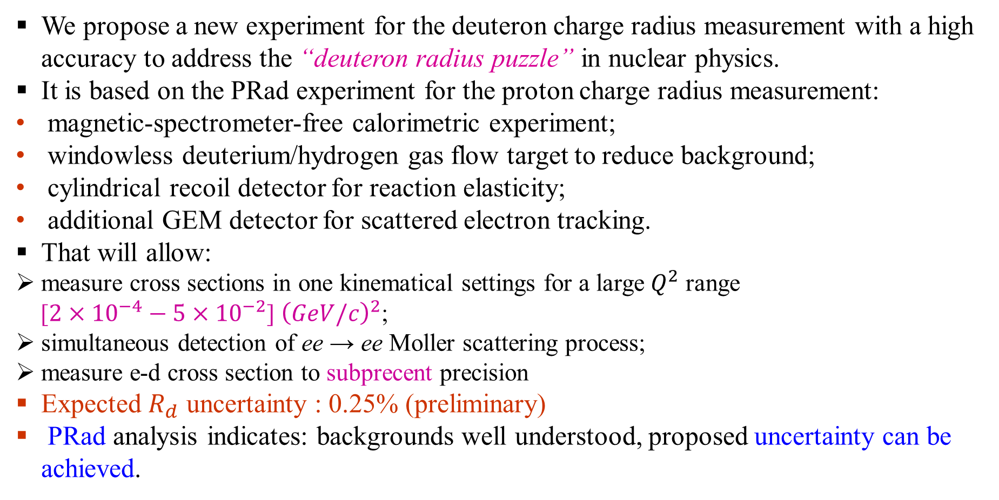 ▪ We propose a new experiment for the deuteron charge radius measurement with a high
accuracy to address the “deuteron radius puzzle” in nuclear physics.
▪ It is based on the PRad experiment for the proton charge radius measurement:
• magnetic-spectrometer-free calorimetric experiment;
• windowless deuterium/hydrogen gas flow target to reduce background;
• cylindrical recoil detector for reaction elasticity;
• additional GEM detector for scattered electron tracking.
▪ That will allow:
➢ measure cross sections in one kinematical settings for a large Q² range
[2 × 10⁻⁴ − 5 × 10⁻²] (GeV/c)²;
➢ simultaneous detection of ee → ee Moller scattering process;
➢ measure e-d cross section to subprecent precision
▪ Expected R_d uncertainty : 0.25% (preliminary)
▪ PRad analysis indicates: backgrounds well understood, proposed uncertainty can be
achieved.